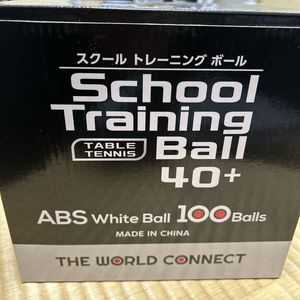 スクール トレーニング ボール
School
Training
TABLE TENNIS Ball
40+
ABS White Ball 100 Balls
MADE IN CHINA
THE WORLD CONNECT